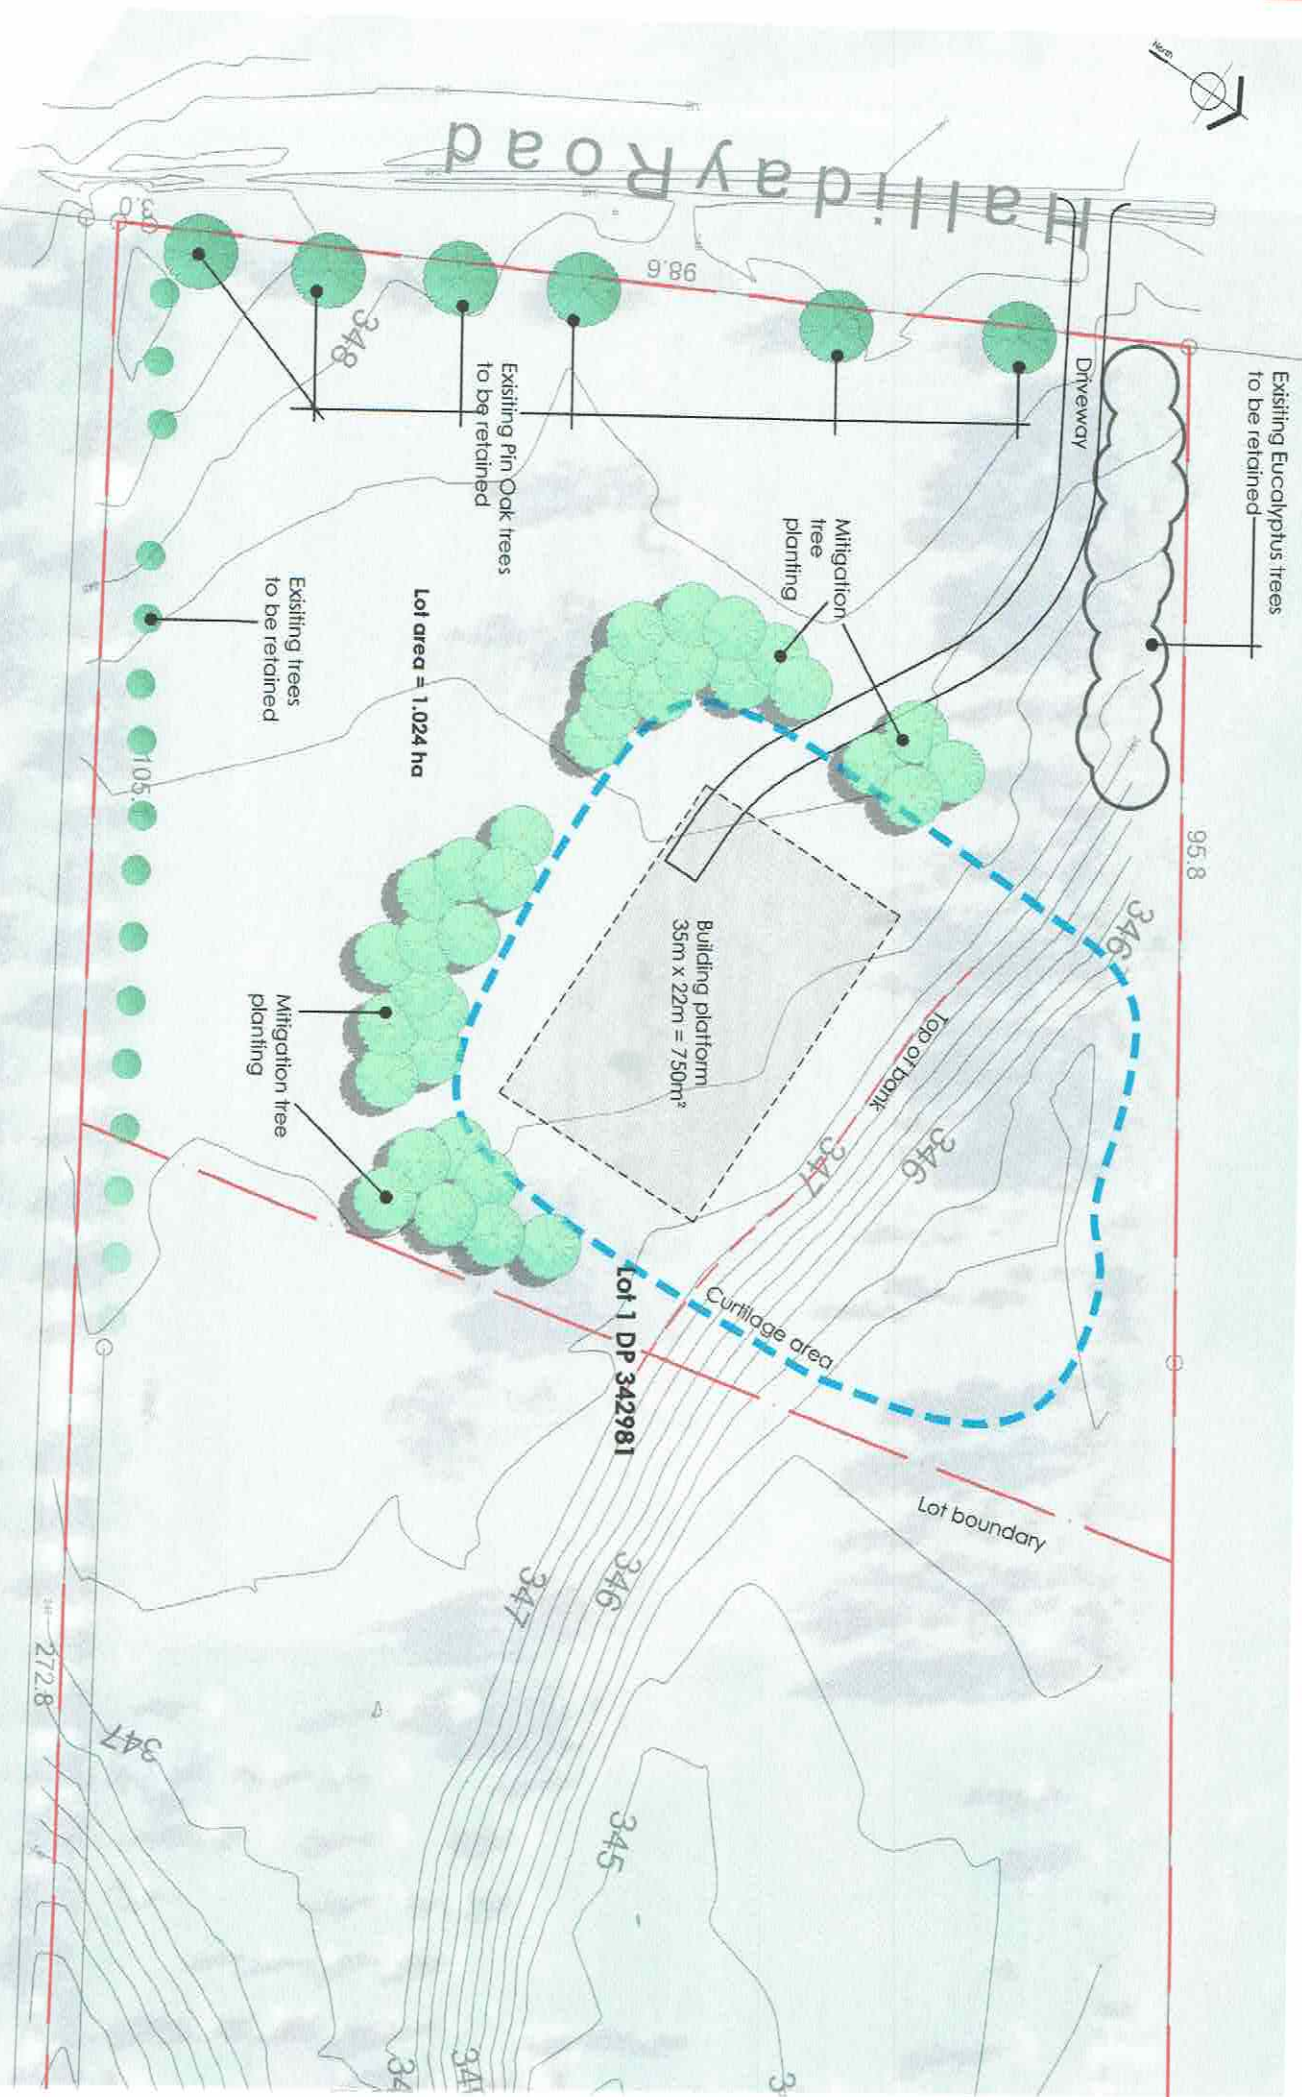 North
Halliday Road
Exisiting Eucalyptus trees
to be retained
Driveway
98.6
3.0
348
Exisiting Pin Oak trees
to be retained
Mitigation
tree
planting
Exisiting trees
to be retained
Lot area = 1.024 ha
105.
95.8
346
Building platform
35m x 22m = 750m²
Top of bank
347
346
Mitigation tree
planting
Curtilage area
Lot 1 DP 342981
Lot boundary
346
347
272.8
347
345
34
34
3